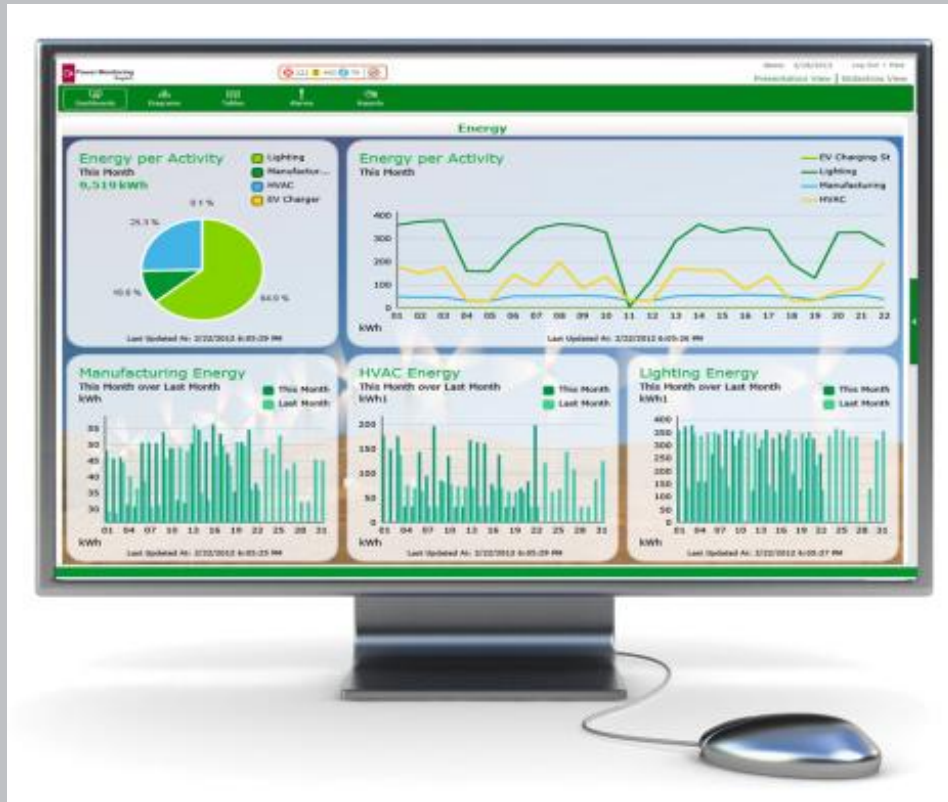 Power Monitoring
Presentation View | Slideshow View
Dashboards Diagrams Tables Alarms Reports
Energy
Energy per Activity
This Month
9,519 kWh
Lighting
Manufactur...
HVAC
EV Charger
0.1 %
25.3 %
64.0 %
Energy per Activity
This Month
EV Charging St
Lighting
Manufacturing
HVAC
400
300
200
100
0
01 02 03 04 05 06 07 08 09 10 11 12 13 14 15 16 17 18 19 20 21 22
kWh
Last Updated At: 2/22/2012 6:05:29 PM
Last Updated At: 2/22/2012 6:05:26 PM
Manufacturing Energy
This Month over Last Month
kWh
This Month
Last Month
55
50
45
40
35
30
01 04 07 10 13 16 19 22 25 28 31
kWh
Last Updated At: 2/22/2012 6:05:25 PM
HVAC Energy
This Month over Last Month
kWh1
This Month
Last Month
200
150
100
50
0
01 04 07 10 13 16 19 22 25 28 31
kWh
Last Updated At: 2/22/2012 6:05:29 PM
Lighting Energy
This Month over Last Month
kWh1
This Month
Last Month
400
350
300
250
200
150
100
50
0
01 04 07 10 13 16 19 22 25 28 31
kWh
Last Updated At: 2/22/2012 6:05:27 PM